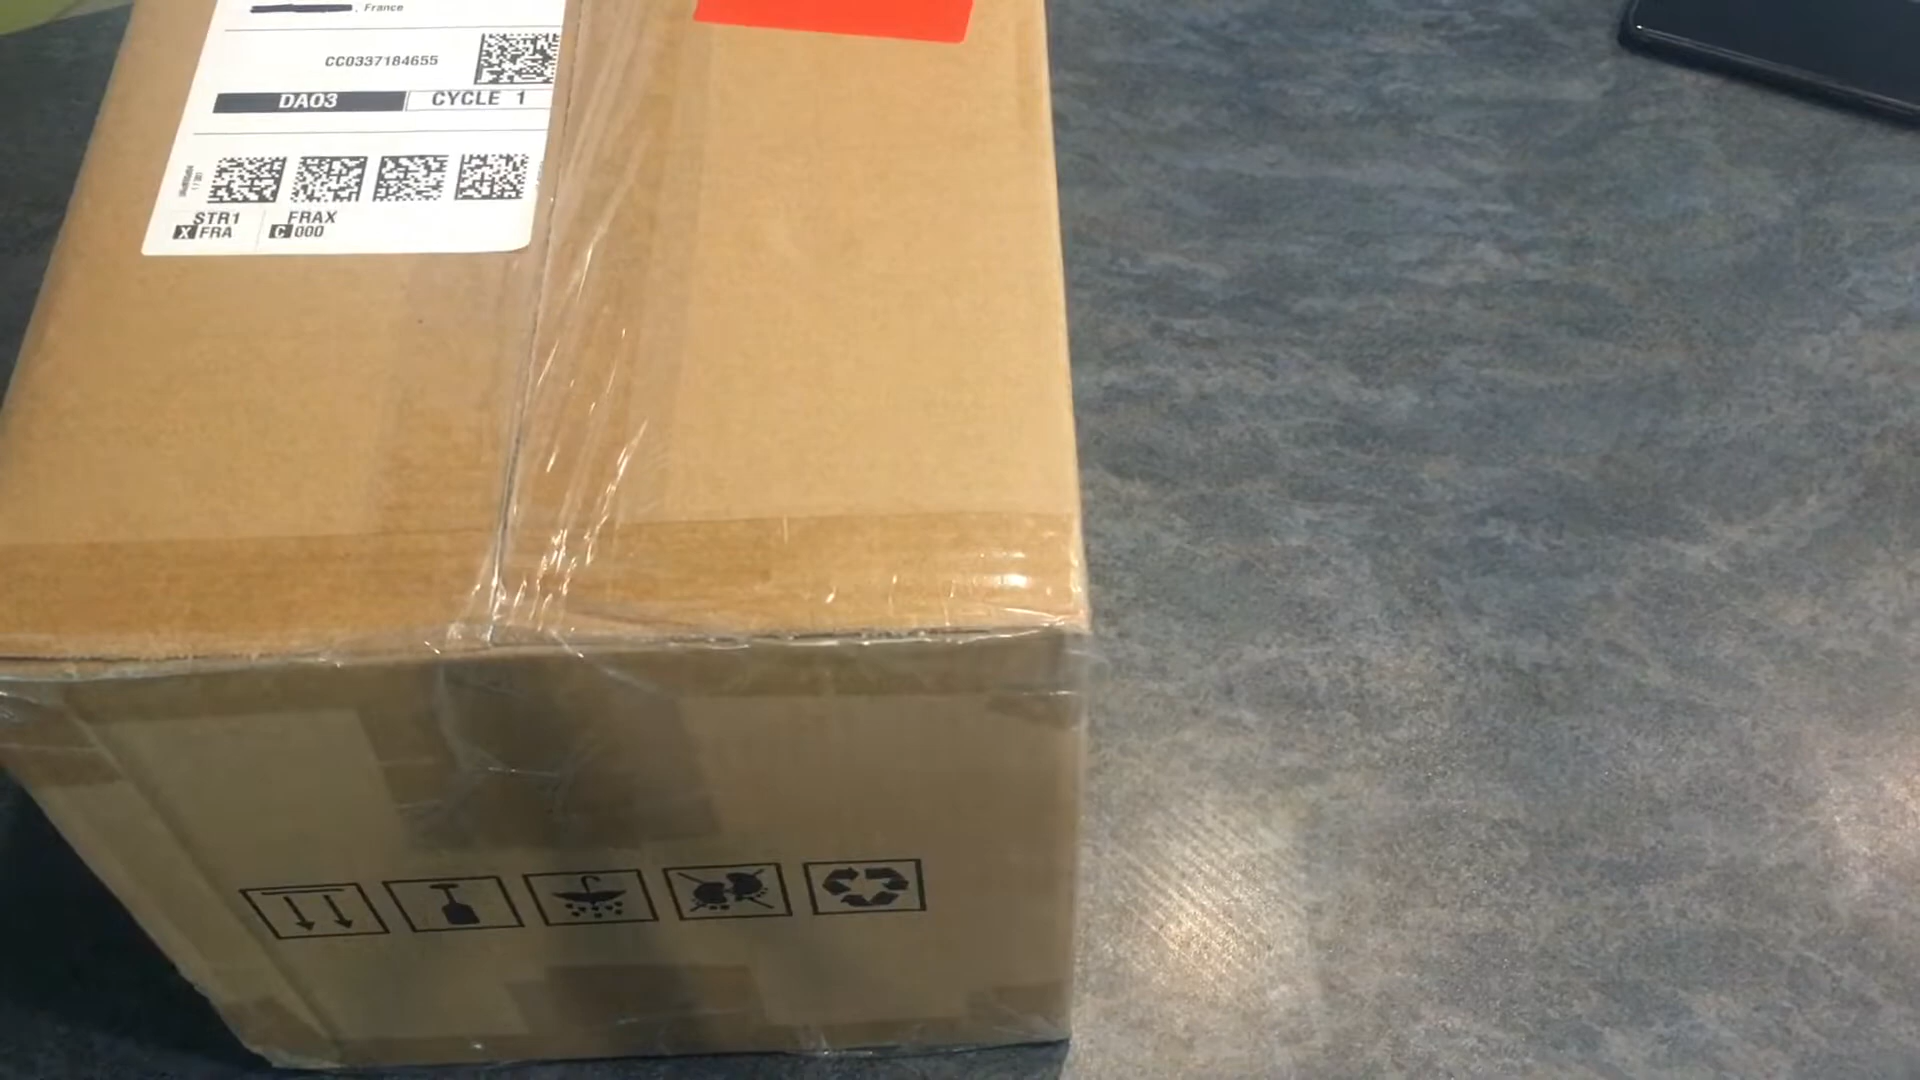 , France
CC0337184655
DA03 CYCLE 1
STR1 FRAX
X FRA C 000